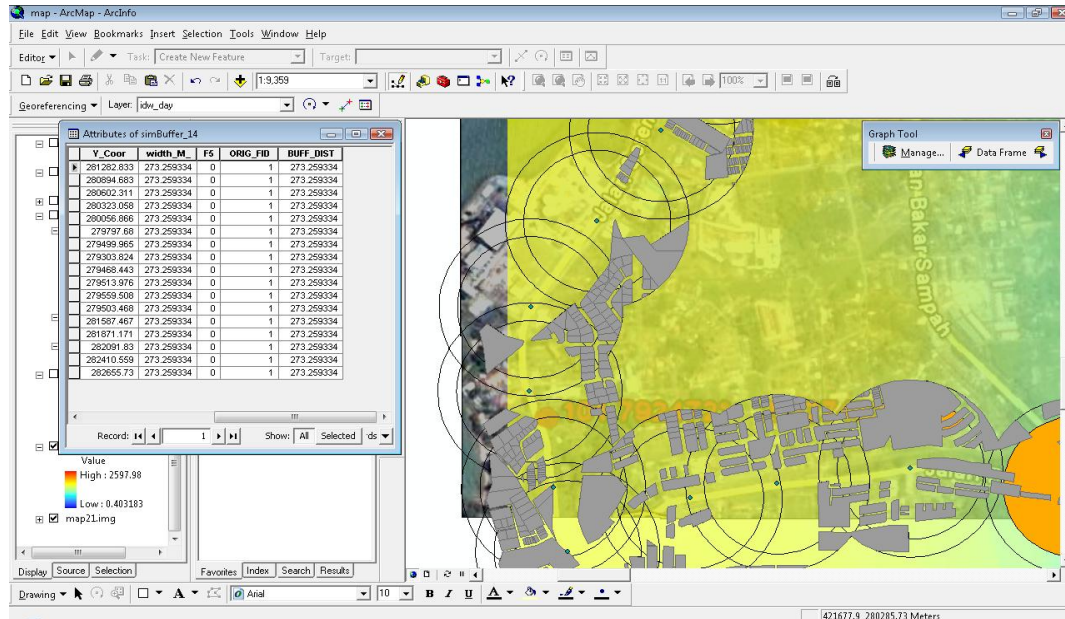 map - ArcMap - ArcInfo
File Edit View Bookmarks Insert Selection Tools Window Help
Editor Task: Create New Feature Target:
1:9,359 100%
Georeferencing Layer: idw_day
Attributes of simBuffer_14
Y_Coor width_M_ F5 ORIG_FID BUFF_DIST
281282.833 273.259334 0 1 273.259334
280894.683 273.259334 0 1 273.259334
280602.311 273.259334 0 1 273.259334
280323.058 273.259334 0 1 273.259334
280056.866 273.259334 0 1 273.259334
279797.68 273.259334 0 1 273.259334
279499.965 273.259334 0 1 273.259334
279303.824 273.259334 0 1 273.259334
279468.443 273.259334 0 1 273.259334
279513.976 273.259334 0 1 273.259334
279559.508 273.259334 0 1 273.259334
279503.468 273.259334 0 1 273.259334
281587.467 273.259334 0 1 273.259334
281871.171 273.259334 0 1 273.259334
282091.83 273.259334 0 1 273.259334
282410.559 273.259334 0 1 273.259334
282655.73 273.259334 0 1 273.259334
Record: 1 Show: All Selected ds
Graph Tool
Manage... Data Frame
anBakarSampah
Value
High : 2597.98
Low : 0.403183
map21.img
Display Source Selection
Favorites Index Search Results
Drawing A Arial 10 B I U A
421677.9 280285.73 Meters